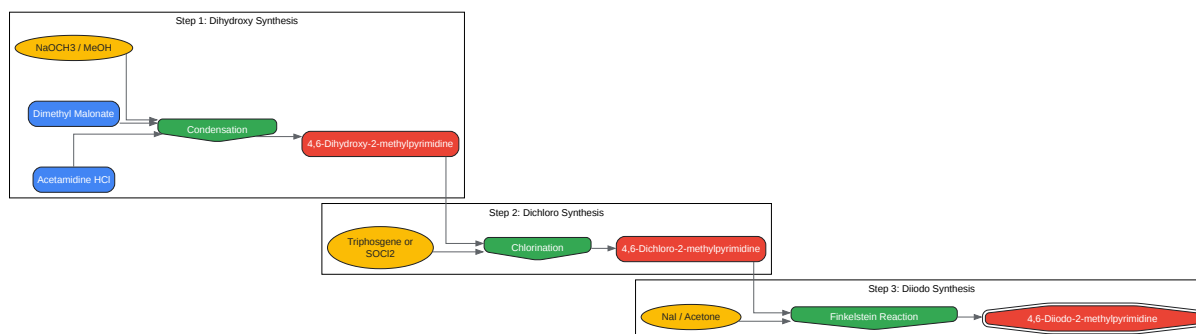 Step 1: Dihydroxy Synthesis
NaOCH3 / MeOH
Dimethyl Malonate
Condensation
4,6-Dihydroxy-2-methylpyrimidine
Acetamidine HCl
Step 2: Dichloro Synthesis
Triphosgene or
SOCl2
Chlorination
4,6-Dichloro-2-methylpyrimidine
Step 3: Diiodo Synthesis
NaI / Acetone
Finkelstein Reaction
4,6-Diiodo-2-methylpyrimidine